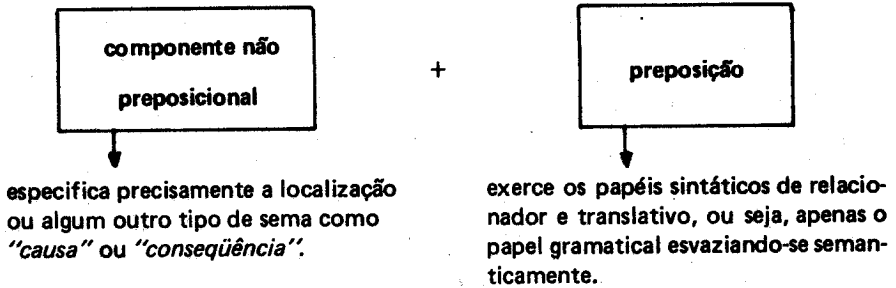 componente não
preposicional
+
preposição
especifica precisamente a localização
ou algum outro tipo de sema como
"causa" ou "conseqüência".
exerce os papéis sintáticos de relacio-
nador e translativo, ou seja, apenas o
papel gramatical esvaziando-se seman-
ticamente.